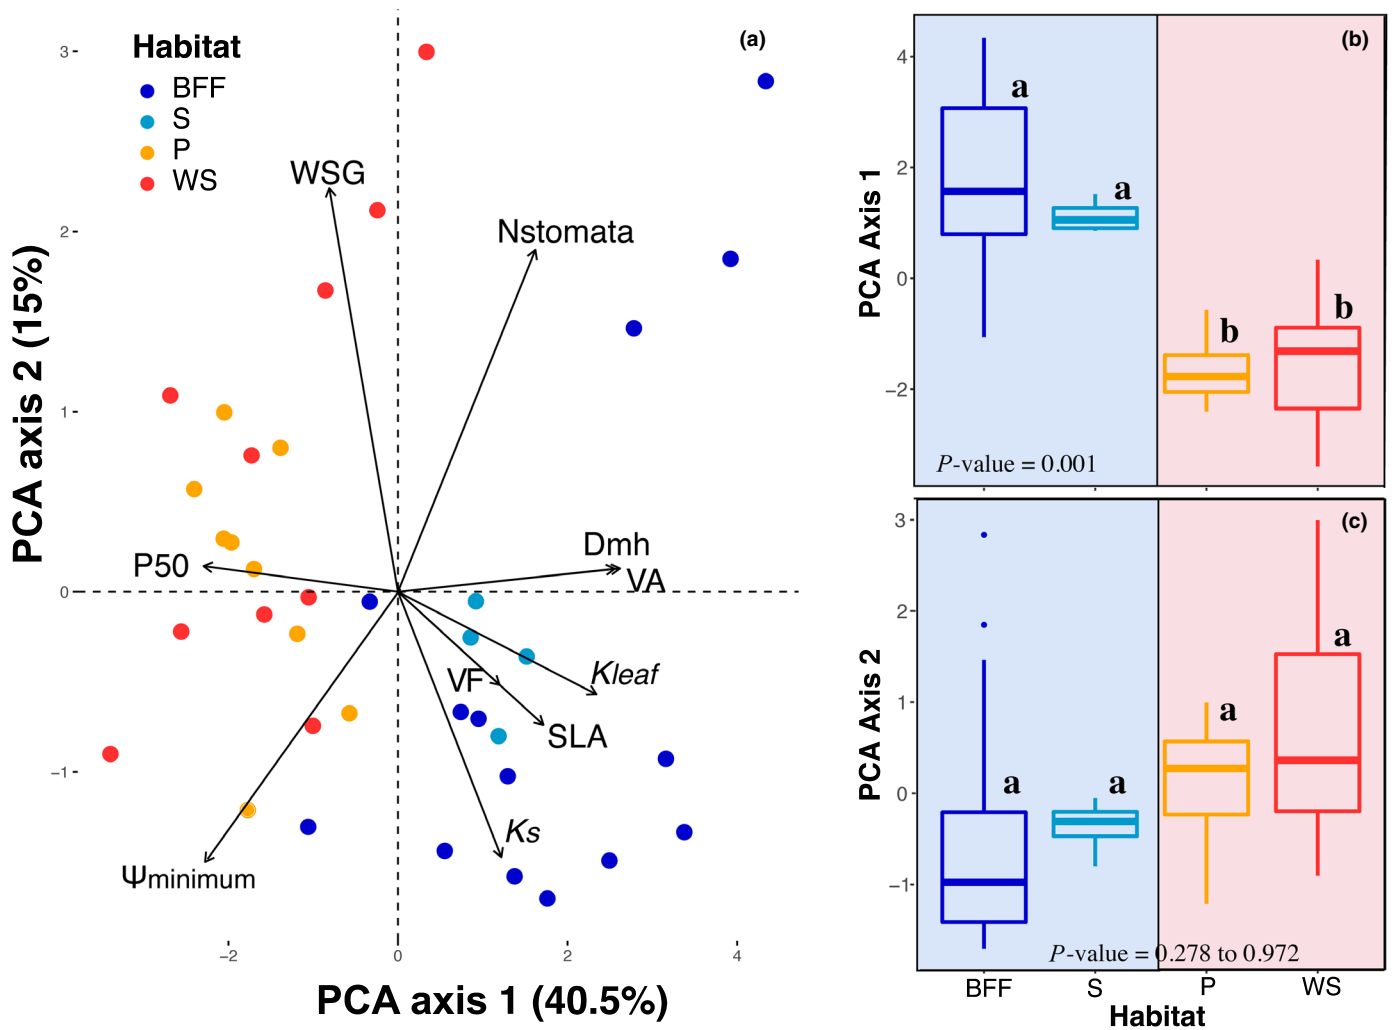 (a)
Habitat
BFF
S
P
WS
WSG
Nstomata
P50
Dmh
VA
Kleaf
VF
SLA
Ks
Ψminimum
3
2
1
0
−1
−2
0
2
4
PCA axis 2 (15%)
PCA axis 1 (40.5%)
(b)
4
2
0
−2
PCA Axis 1
a
a
b
b
P-value = 0.001
(c)
3
2
1
0
−1
PCA Axis 2
a
a
a
a
P-value = 0.278 to 0.972
BFF
S
P
WS
Habitat